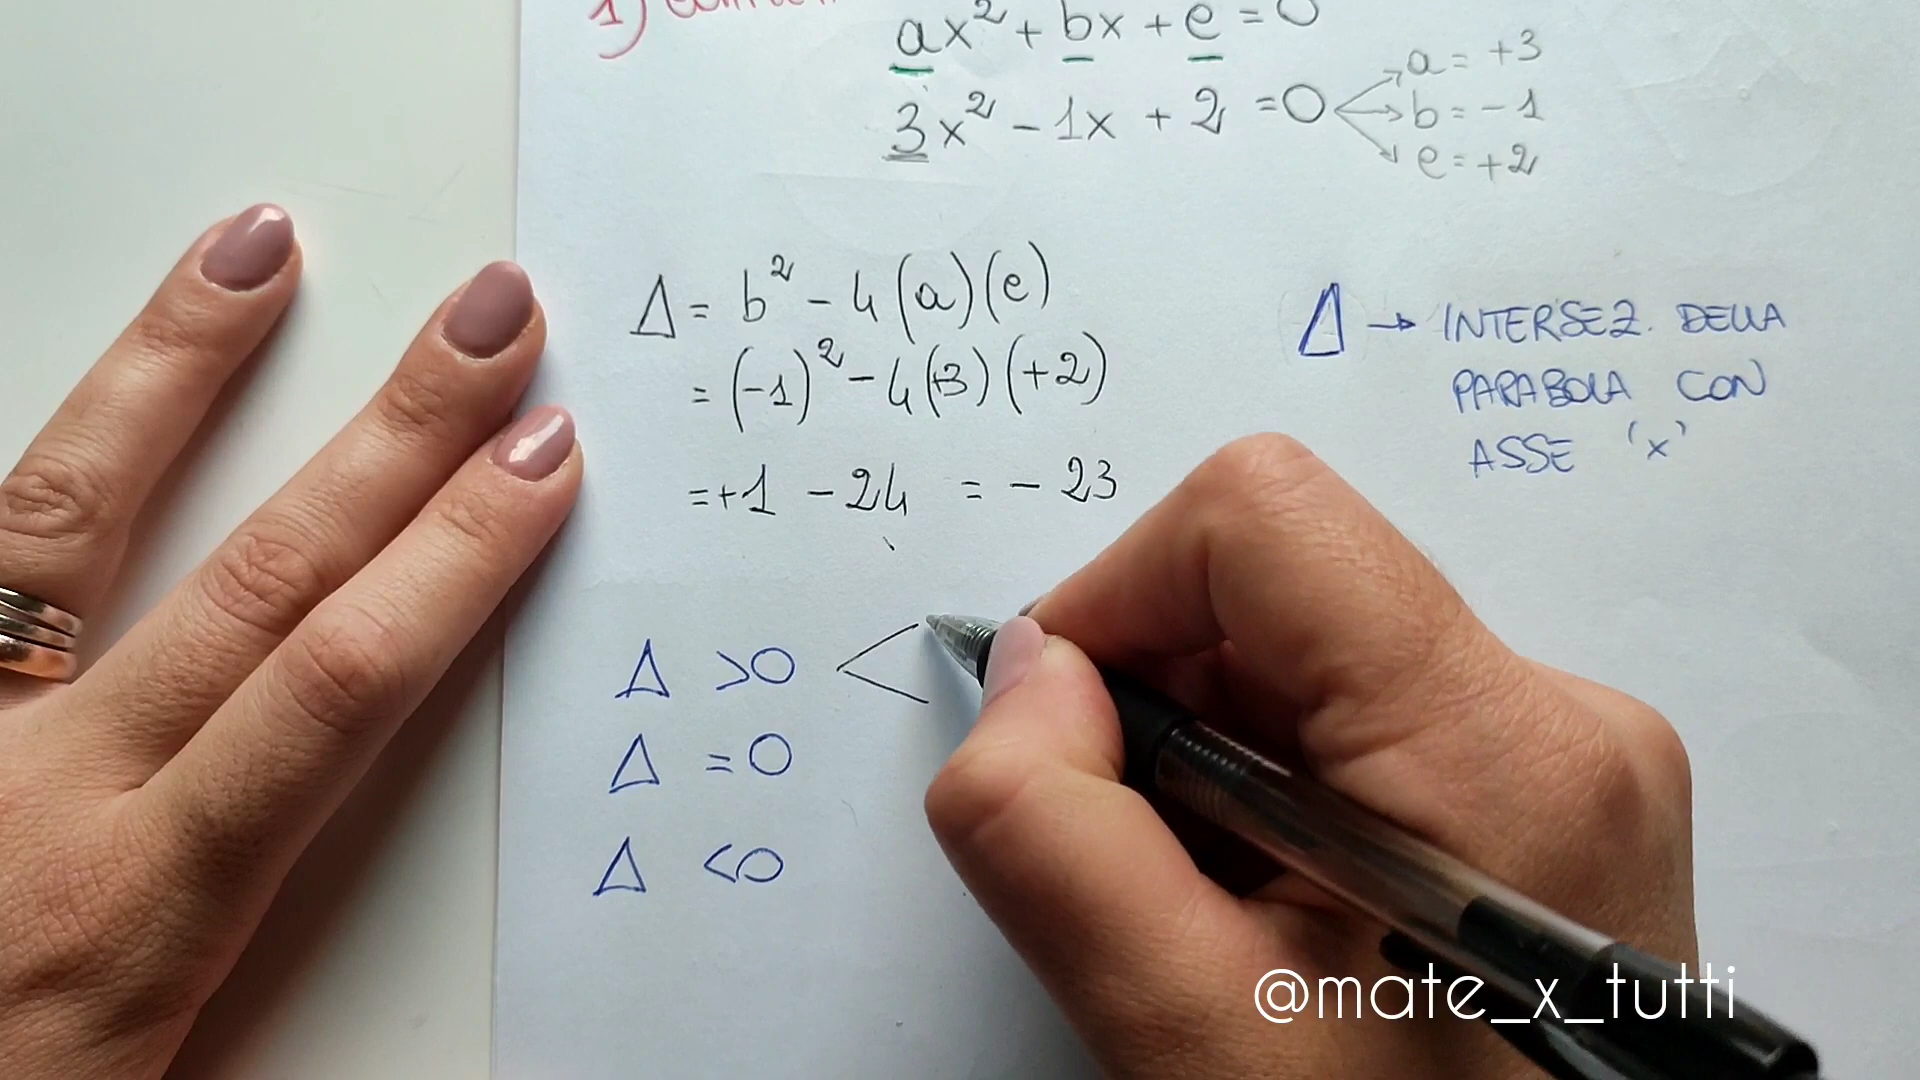 1)
ax² + bx + e = 0
3x² - 1x + 2 = 0
a = +3
b = -1
e = +2
Δ = b² - 4(a)(e)
= (-1)² - 4(+3)(+2)
= +1 - 24 = - 23
Δ → INTERSEZ. DELLA
PARABOLA CON
ASSE 'x'
Δ >0
Δ =0
Δ <0
@mate_x_tutti